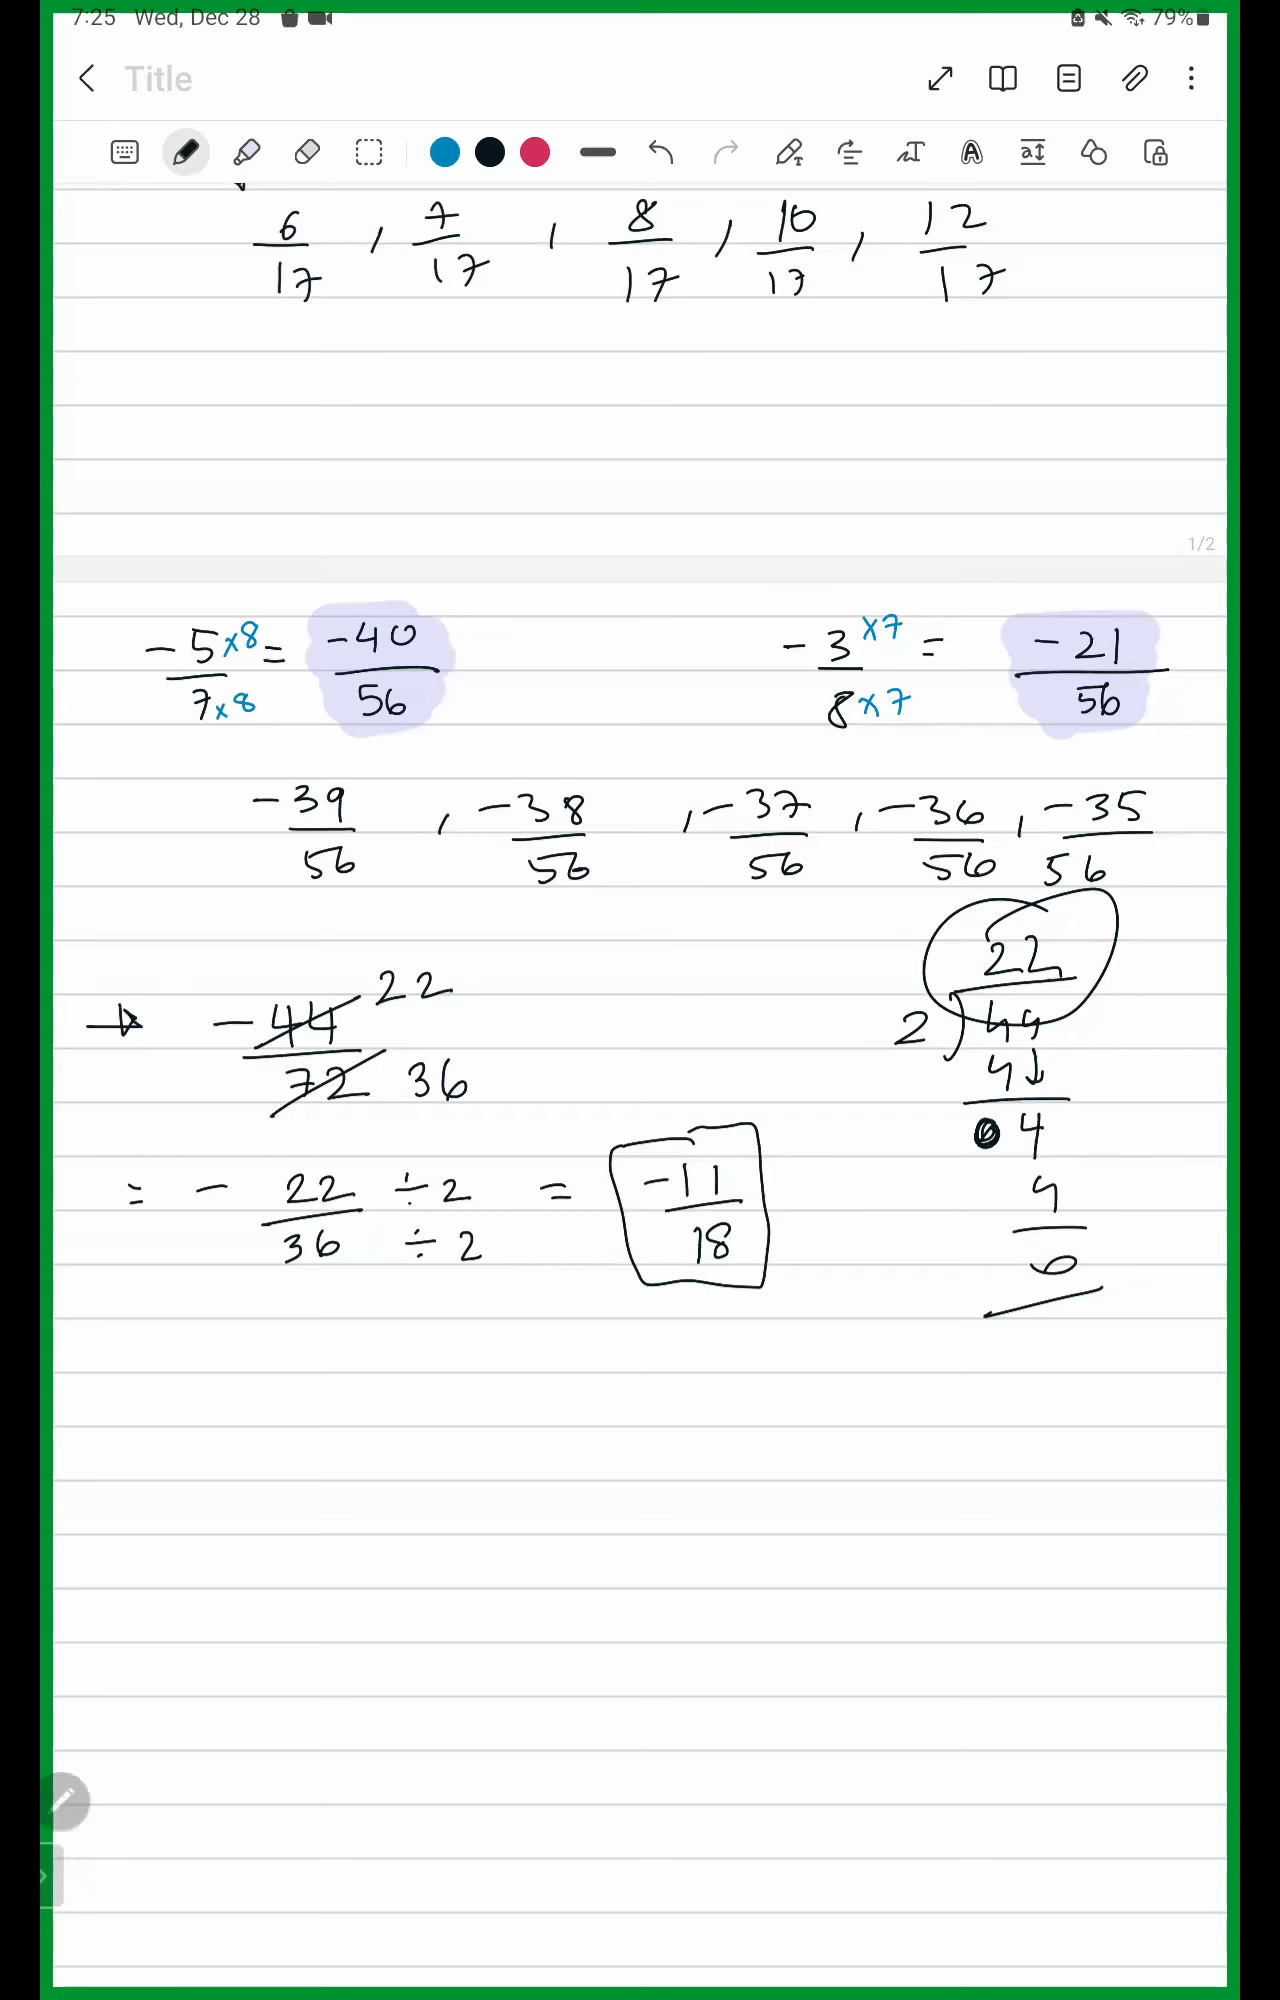 7:25 Wed, Dec 28 79%
Title
6/17 , 7/17 , 8/17 , 10/17 , 12/17
1/2
-5×8/7×8 = -40/56 -3×7/8×7 = -21/56
-39/56 , -38/56 , -37/56 , -36/56 , -35/56
22
-44/72 22/36 2)44
4↓
04
= -22÷2/36÷2 = -11/18 4
0